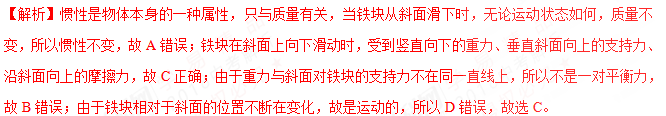 【解析】惯性是物体本身的一种属性，只与质量有关，当铁块从斜面滑下时，无论运动状态如何，质量不
变，所以惯性不变，故 A 错误；铁块在斜面上向下滑动时，受到竖直向下的重力、垂直斜面向上的支持力、
沿斜面向上的摩擦力，故 C 正确；由于重力与斜面对铁块的支持力不在同一直线上，所以不是一对平衡力，
故 B 错误；由于铁块相对于斜面的位置不断在变化，故是运动的，所以 D 错误，故选 C。